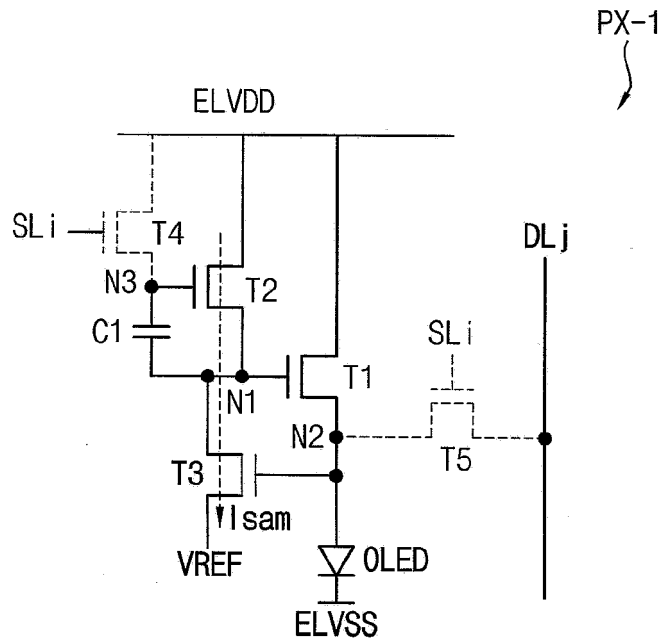 PX-1
ELVDD
SLi
T4
DLj
N3
T2
SLi
C1
T1
N1
N2
T3
T5
Isam
VREF
OLED
ELVSS